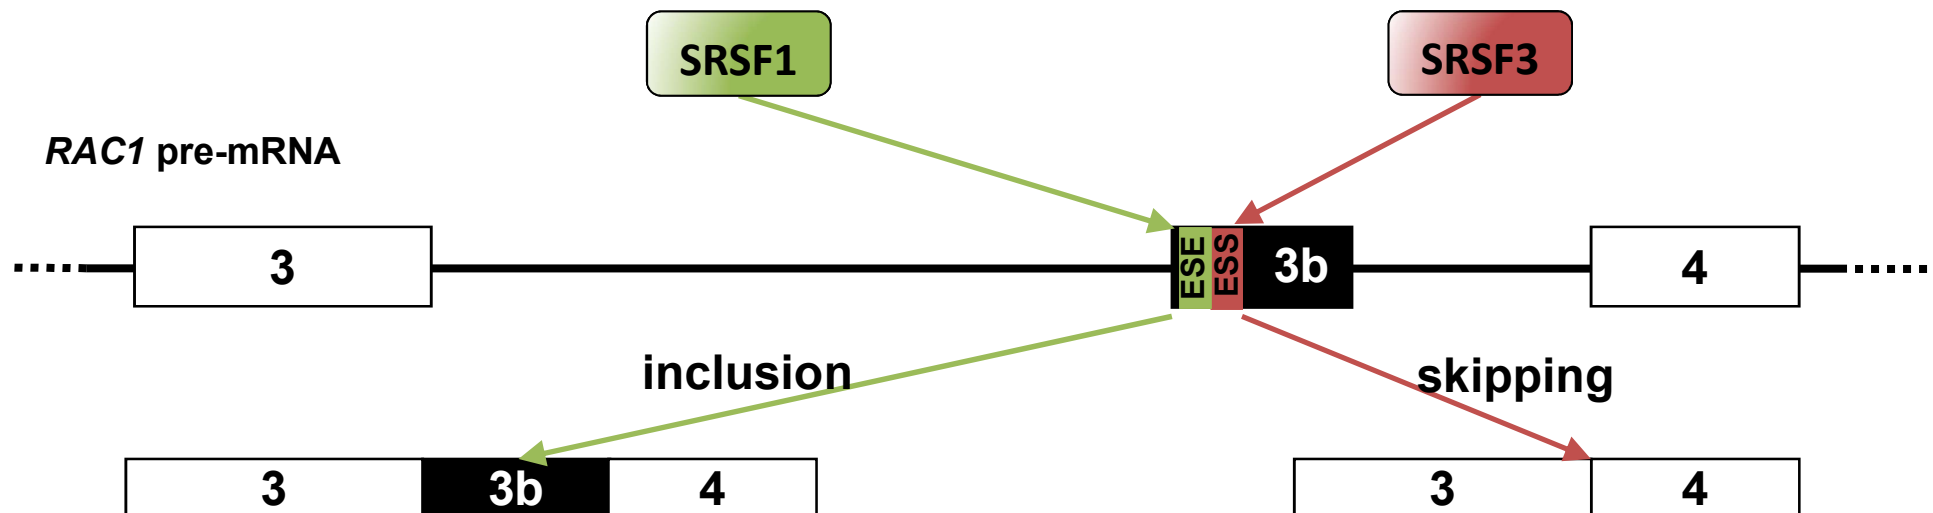 SRSF1
SRSF3
RAC1 pre-mRNA
3
ESE
ESS
3b
4
inclusion
skipping
3
3b
4
3
4